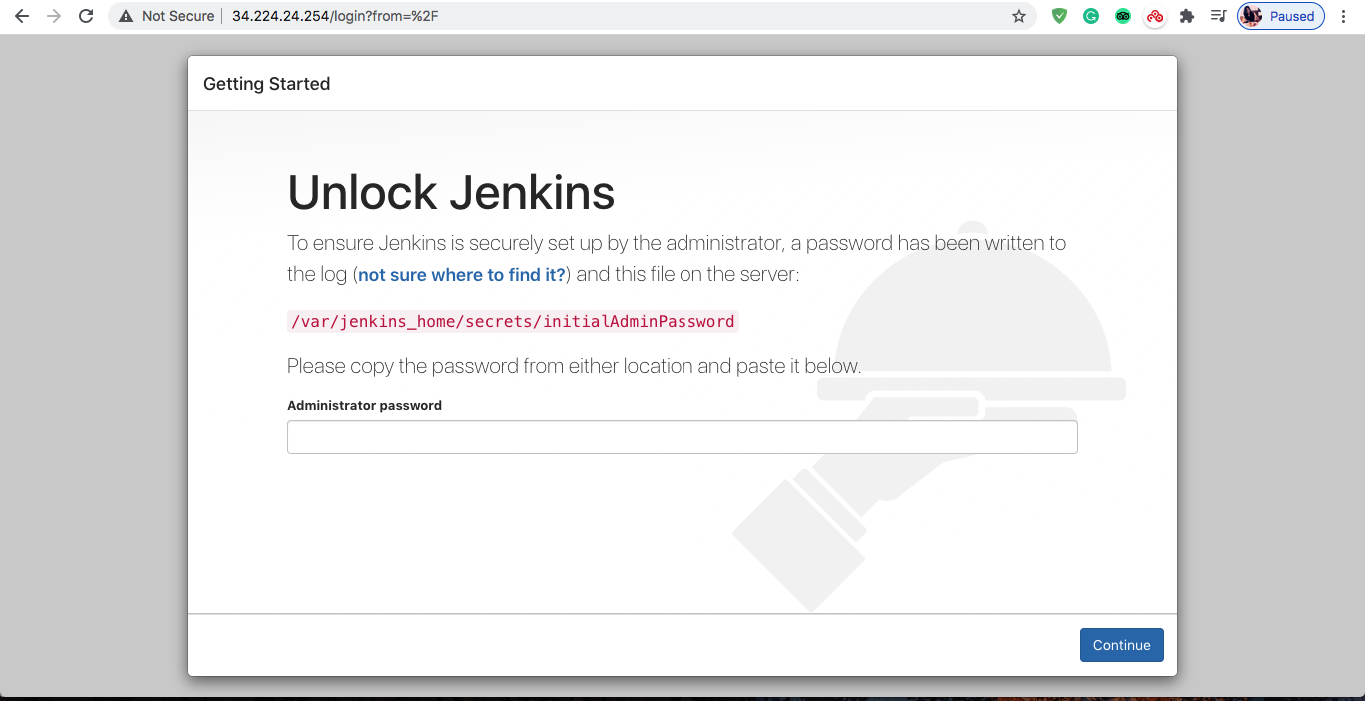 Not Secure 34.224.24.254/login?from=%2F Paused
Getting Started
Unlock Jenkins
To ensure Jenkins is securely set up by the administrator, a password has been written to
the log (not sure where to find it?) and this file on the server:
/var/jenkins_home/secrets/initialAdminPassword
Please copy the password from either location and paste it below.
Administrator password
Continue